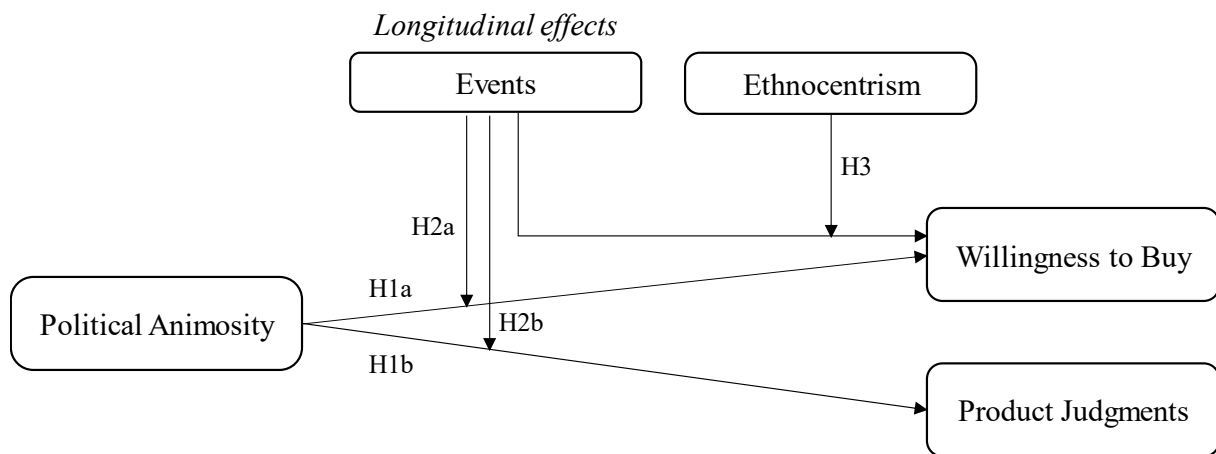 Longitudinal effects
Events
Ethnocentrism
H3
H2a
Willingness to Buy
H1a
Political Animosity
H2b
H1b
Product Judgments